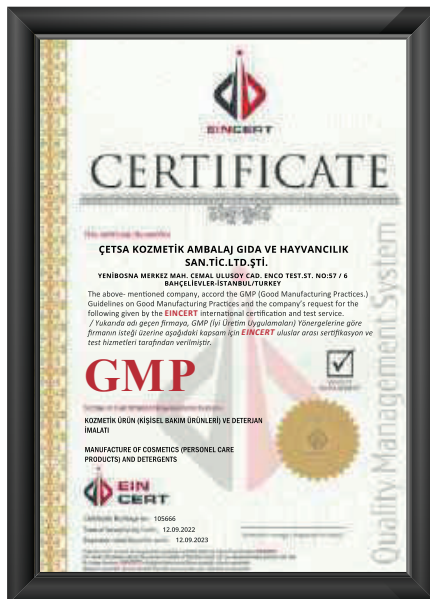 EINCERT
CERTIFICATE
ÇETSA KOZMETİK AMBALAJ GIDA VE HAYVANCILIK
SAN.TİC.LTD.ŞTİ.
YENİBOSNA MERKEZ MAH. CEMAL ULUSOY CAD. ENCO TEST.ST. NO:57 / 6
BAHÇELİEVLER-İSTANBUL/TURKEY
The above- mentioned company, accord the GMP (Good Manufacturing Practices.)
Guidelines on Good Manufacturing Practices and the company's request for the
following given by the EINCERT international certification and test service.
/ Yukarıda adı geçen firmaya, GMP (İyi Üretim Uygulamaları) Yönergelerine göre
firmanın isteği üzerine aşağıdaki kapsam için EINCERT uluslar arası sertifikasyon ve
test hizmetleri tarafından verilmiştir.
GMP
KOZMETİK ÜRÜN (KİŞİSEL BAKIM ÜRÜNLERİ) VE DETERJAN
İMALATI
MANUFACTURE OF COSMETICS (PERSONEL CARE
PRODUCTS) AND DETERGENTS
EIN
CERT
105666
12.09.2022
12.09.2023
Quality Management System